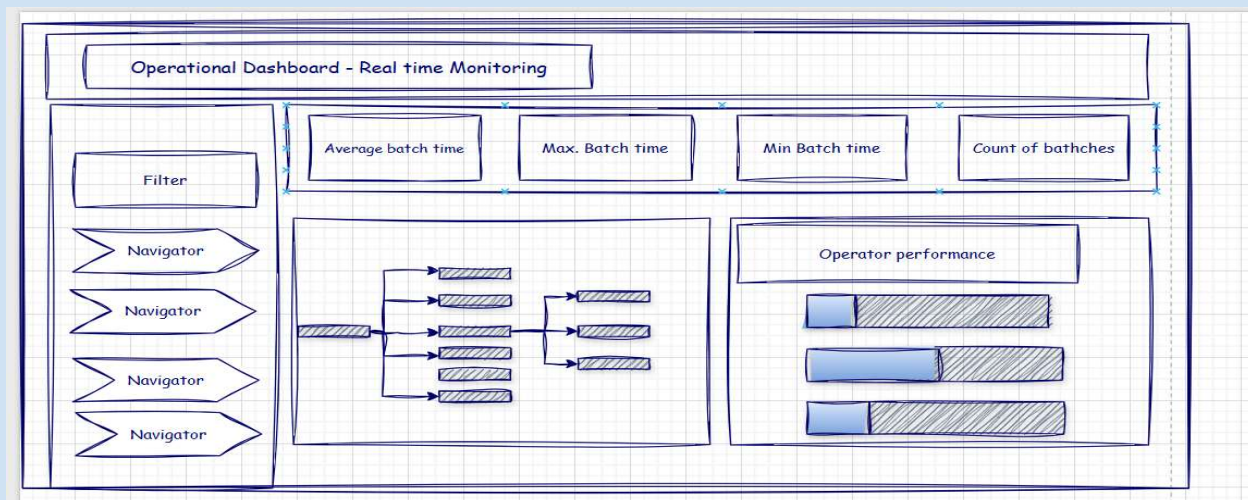 Operational Dashboard - Real time Monitoring
Average batch time
Max. Batch time
Min Batch time
Count of bathches
Filter
Navigator
Navigator
Navigator
Navigator
Operator performance